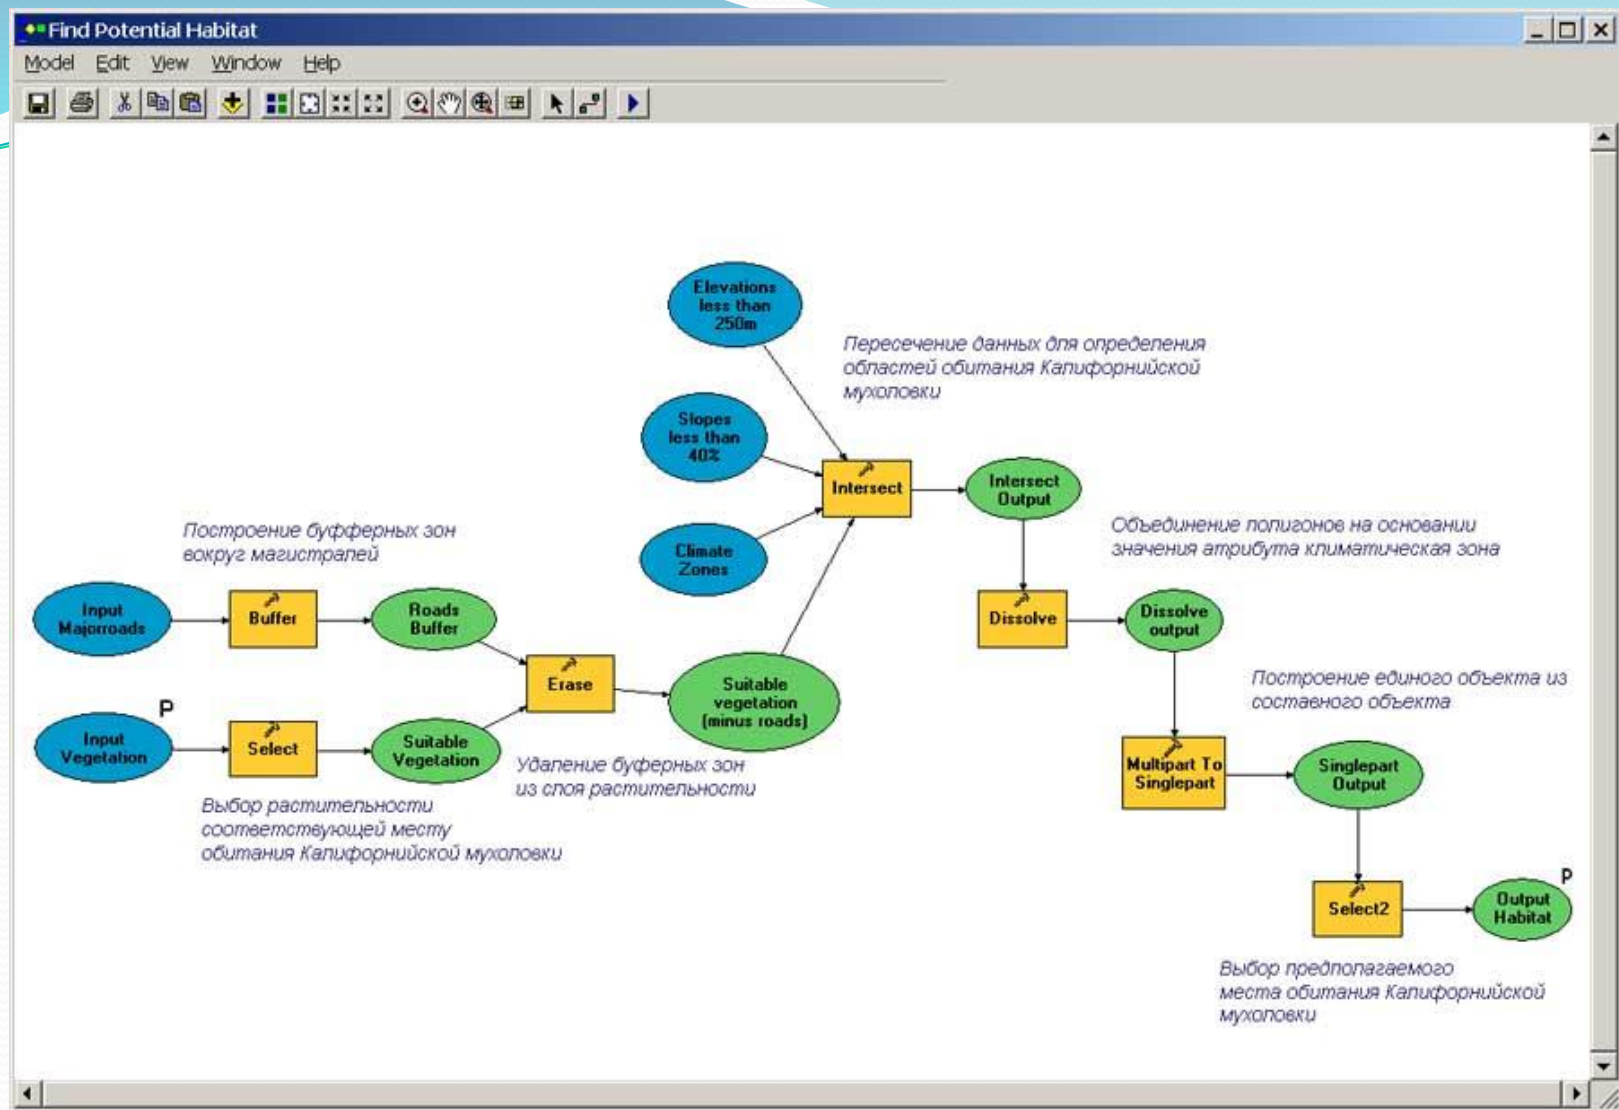 Find Potential Habitat
Model Edit View Window Help
Elevations
less than
250m
Пересечение данных для определения
областей обитания Калифорнийской
мухоловки
Slopes
less than
40%
Intersect
Intersect
Output
Climate
Zones
Построение буфферных зон
вокруг магистралей
Объединение полигонов на основании
значения атрибута климатическая зона
Input
Majorroads
Buffer
Roads
Buffer
Dissolve
Dissolve
output
Erase
Suitable
vegetation
(minus roads)
Построение единого объекта из
составного объекта
P
Input
Vegetation
Select
Suitable
Vegetation
Удаление буферных зон
из слоя растительности
Multipart To
Singlepart
Singlepart
Output
Выбор растительности
соответствующей месту
обитания Калифорнийской мухоловки
P
Select2
Output
Habitat
Выбор предполагаемого
места обитания Калифорнийской
мухоловки